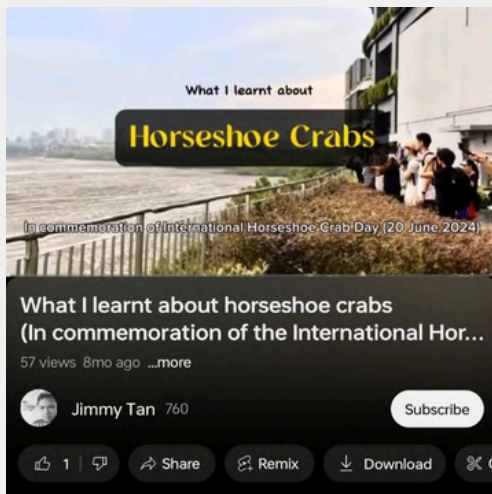 What I learnt about
Horseshoe Crabs
In commemoration of International Horseshoe Crab Day (20 June 2024)
What I learnt about horseshoe crabs
(In commemoration of the International Hor...
57 views 8mo ago ...more
Jimmy Tan 760
Subscribe
1
Share
Remix
Download